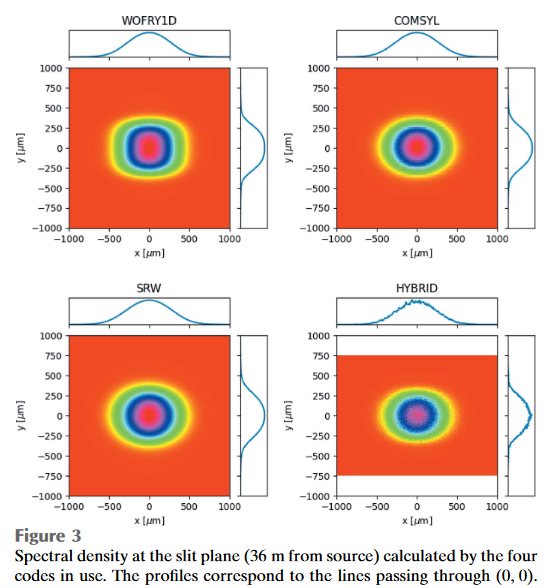 WOFRY1D
1000
750
500
250
0
−250
−500
−750
−1000
y [μm]
−1000 −500 0 500 1000
x [μm]
COMSYL
1000
750
500
250
0
−250
−500
−750
−1000
y [μm]
−1000 −500 0 500 1000
x [μm]
SRW
1000
750
500
250
0
−250
−500
−750
−1000
y [μm]
−1000 −500 0 500 1000
x [μm]
HYBRID
1000
750
500
250
0
−250
−500
−750
−1000
y [μm]
−1000 −500 0 500 1000
x [μm]
Figure 3
Spectral density at the slit plane (36 m from source) calculated by the four
codes in use. The profiles correspond to the lines passing through (0, 0).